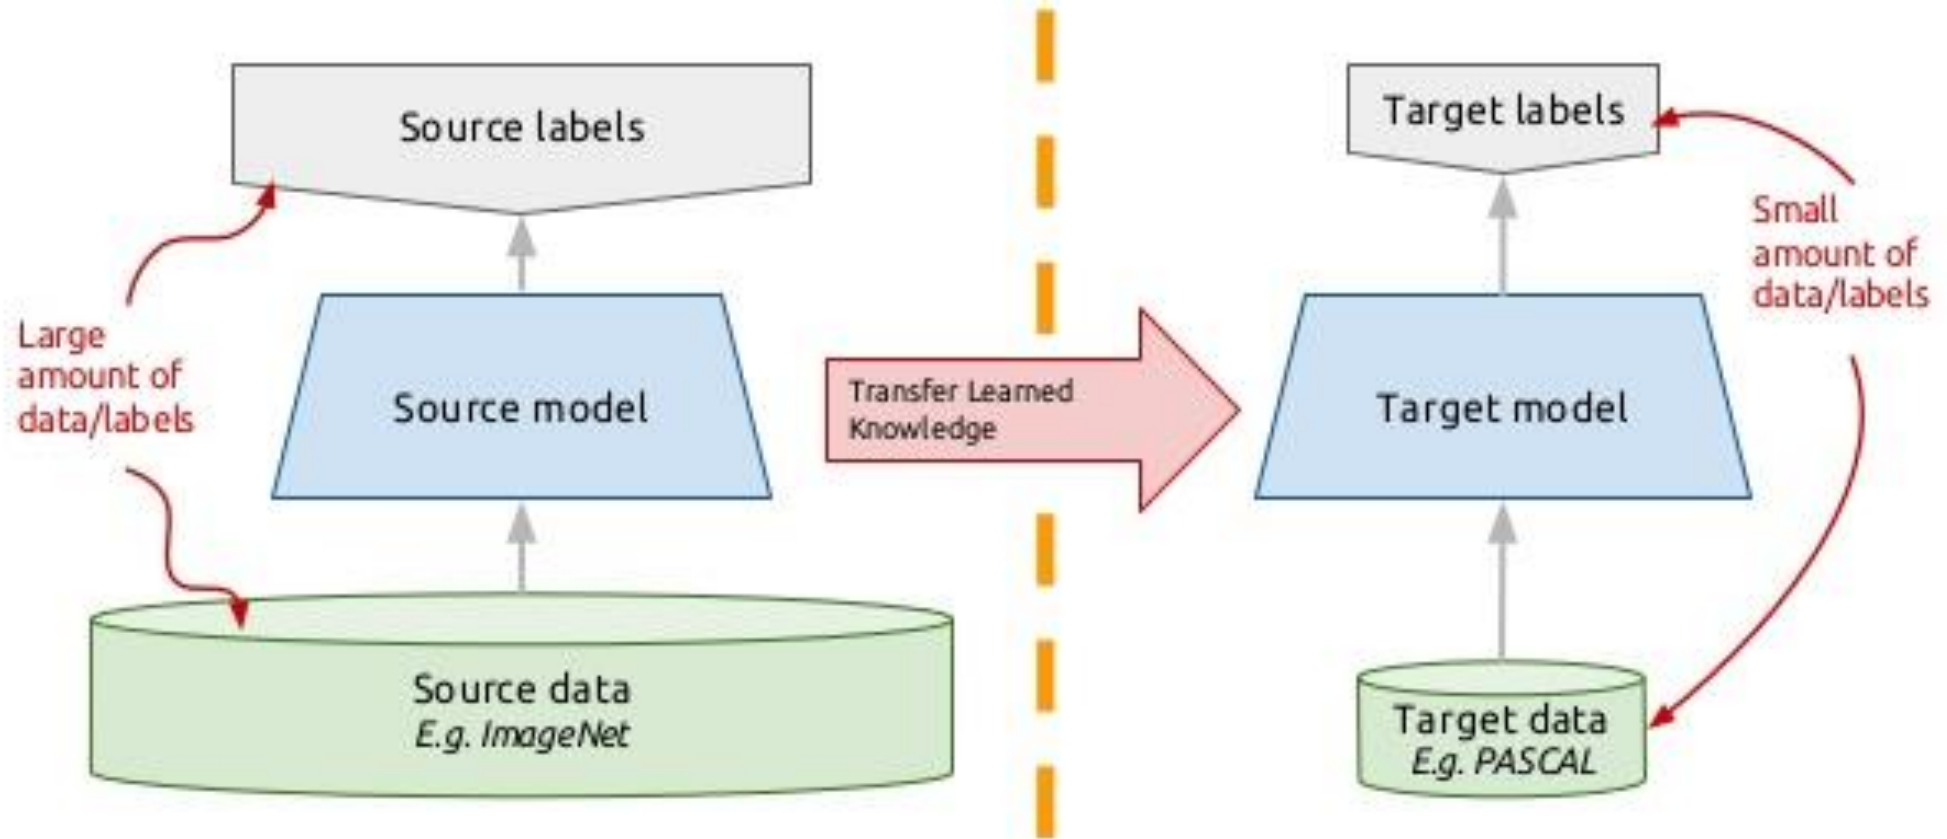 Source labels
Large
amount of
data/labels
Source model
Source data
E.g. ImageNet
Transfer Learned
Knowledge
Target labels
Small
amount of
data/labels
Target model
Target data
E.g. PASCAL